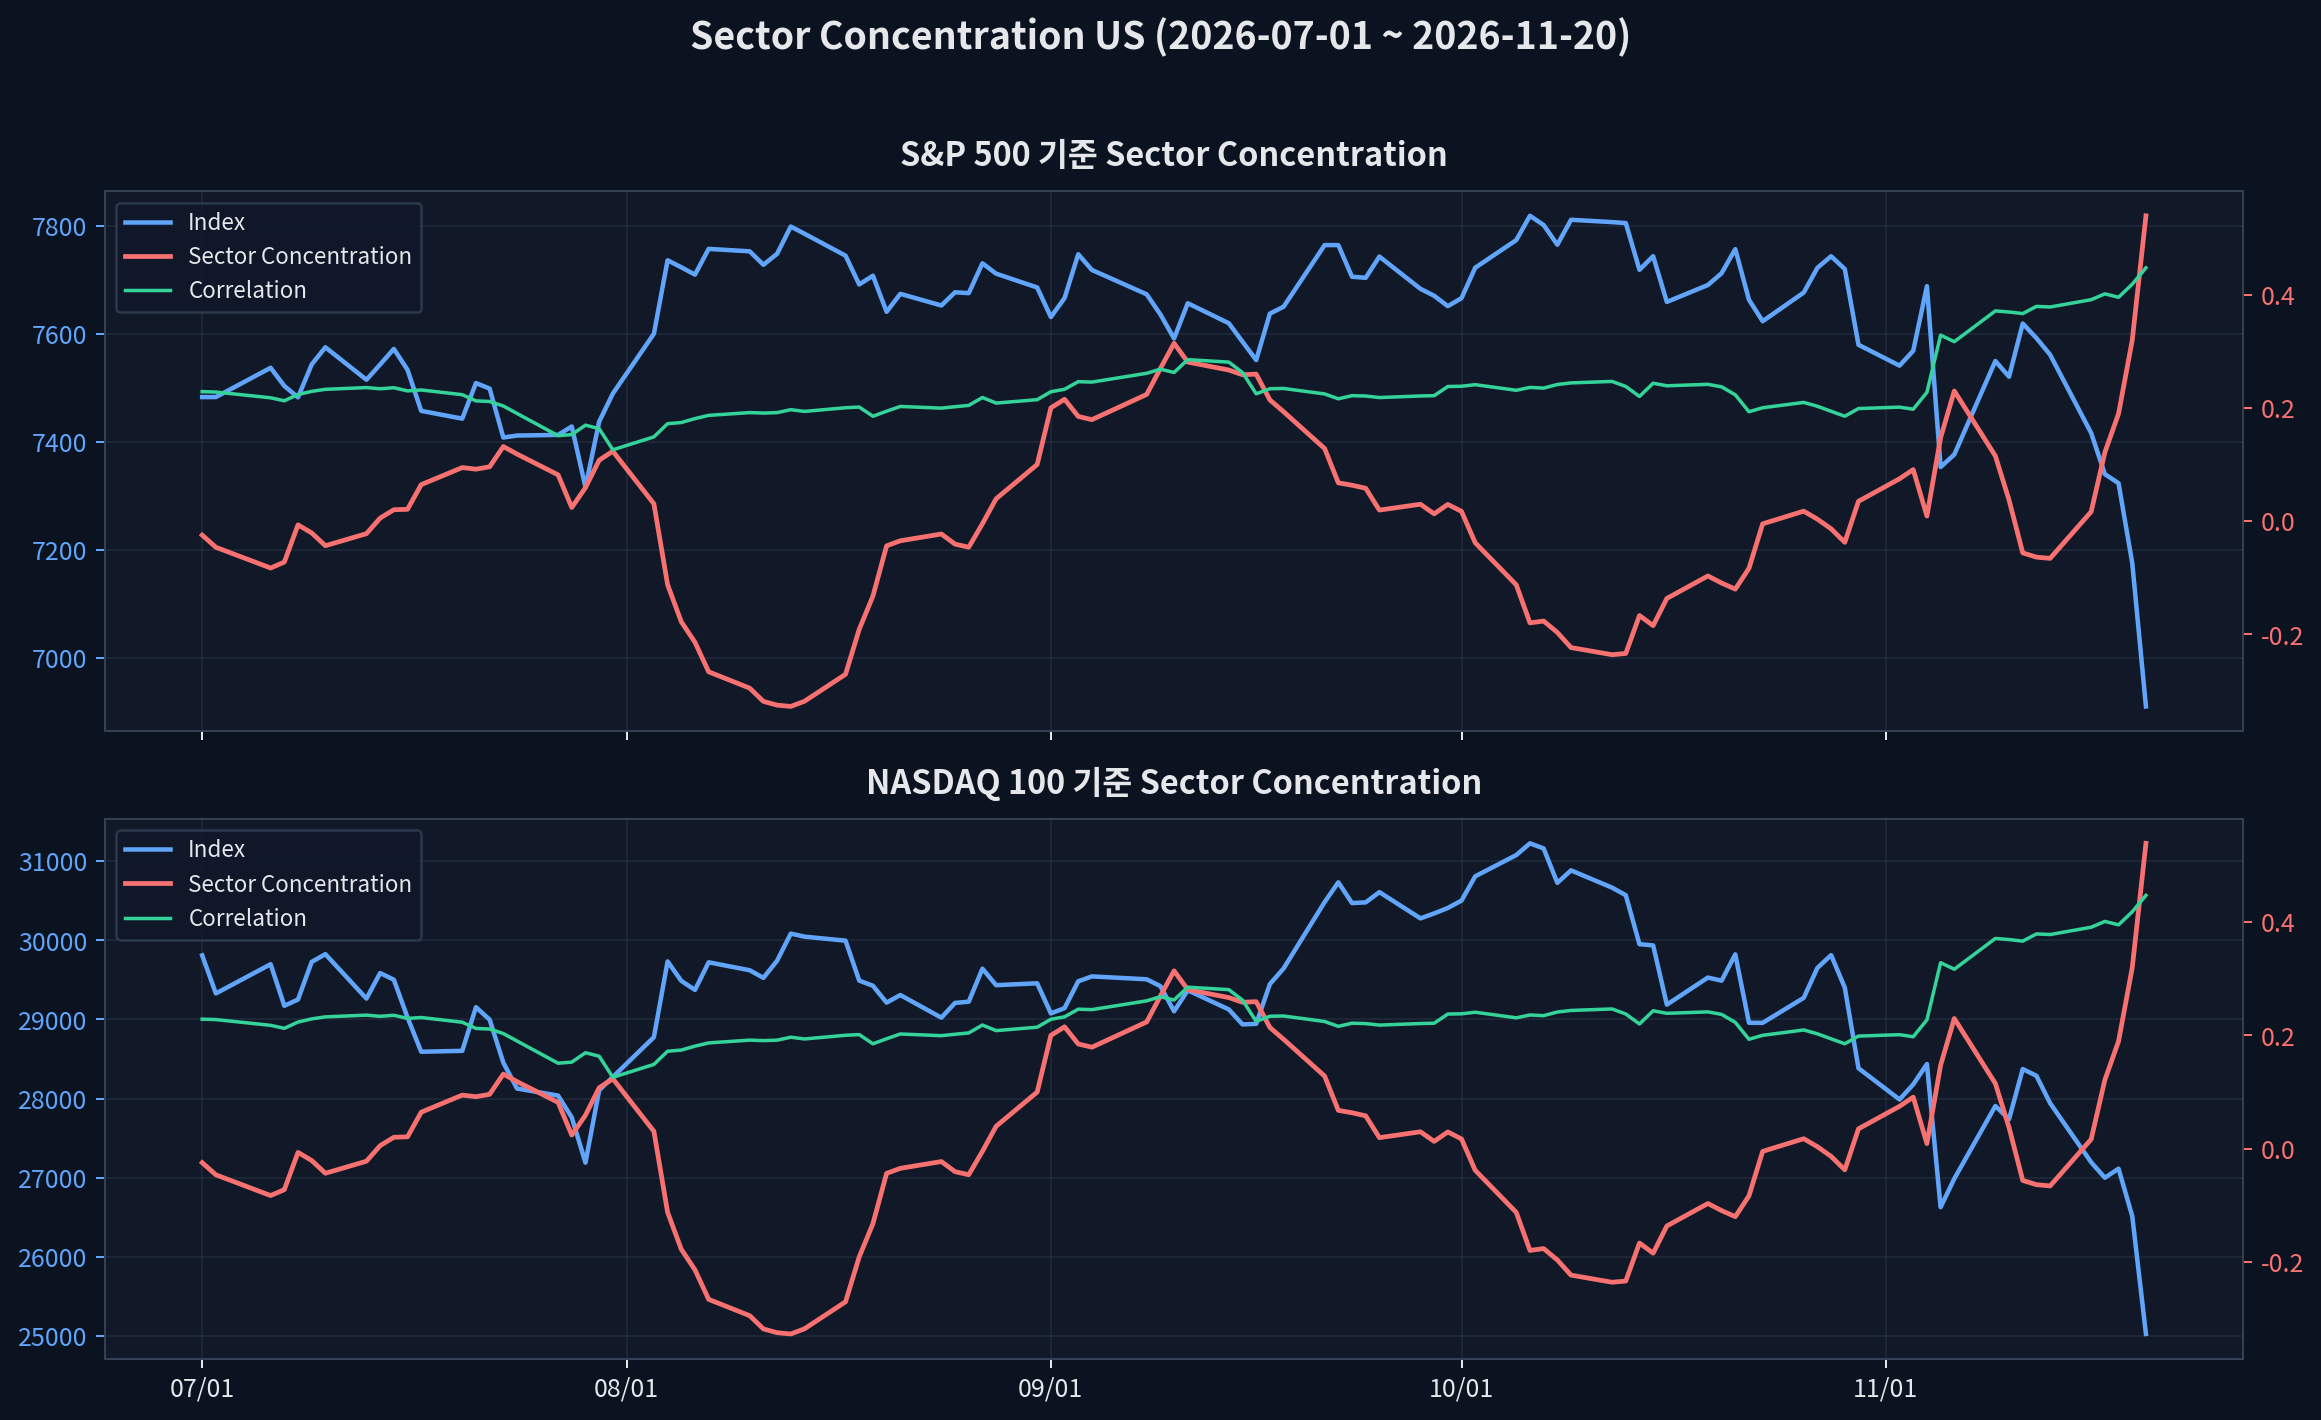 Sector Concentration US (2026-07-01 ~ 2026-11-20)
S&P 500 기준 Sector Concentration
Index
Sector Concentration
Correlation
7800
7600
7400
7200
7000
0.4
0.2
0.0
-0.2
NASDAQ 100 기준 Sector Concentration
Index
Sector Concentration
Correlation
31000
30000
29000
28000
27000
26000
25000
0.4
0.2
0.0
-0.2
07/01
08/01
09/01
10/01
11/01